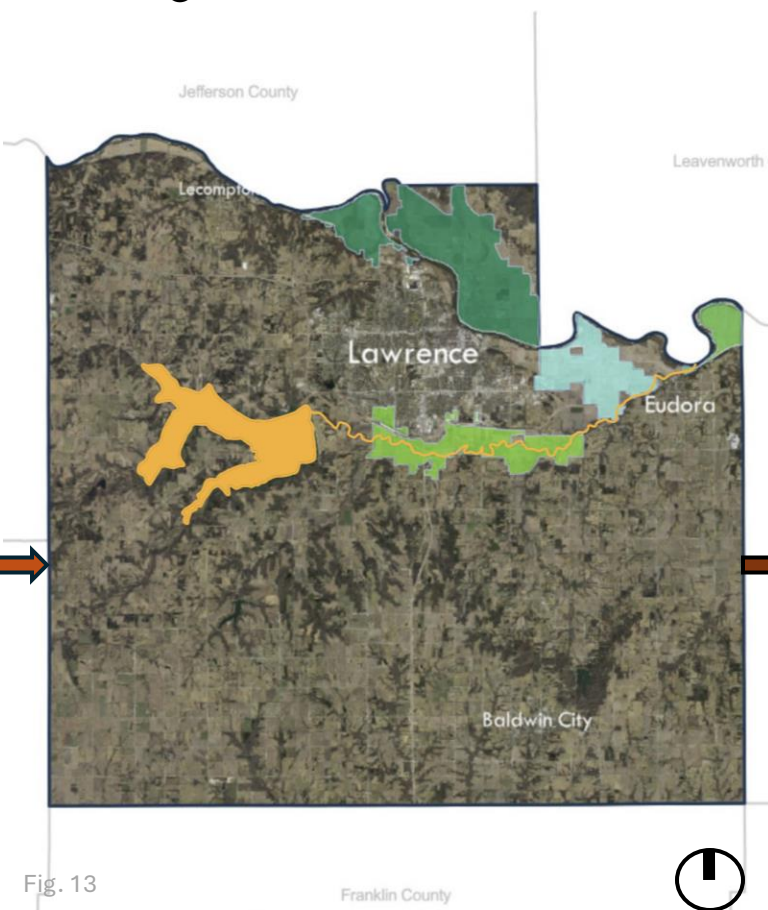 Jefferson County
Leavenworth
Lecompton
Lawrence
Eudora
Baldwin City
Fig. 13
Franklin County